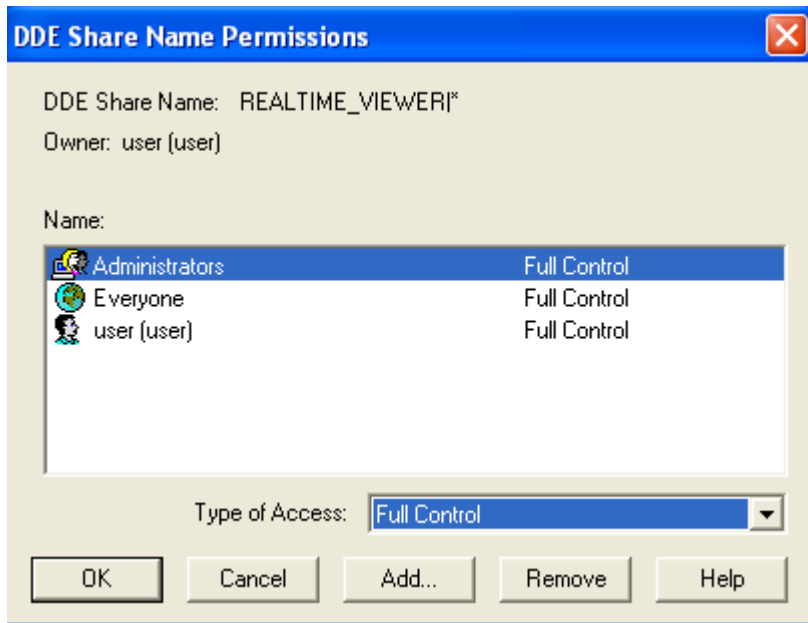 DDE Share Name Permissions
DDE Share Name: REALTIME_VIEWER|*
Owner: user (user)
Name:
Administrators Full Control
Everyone Full Control
user (user) Full Control
Type of Access: Full Control
OK Cancel Add... Remove Help